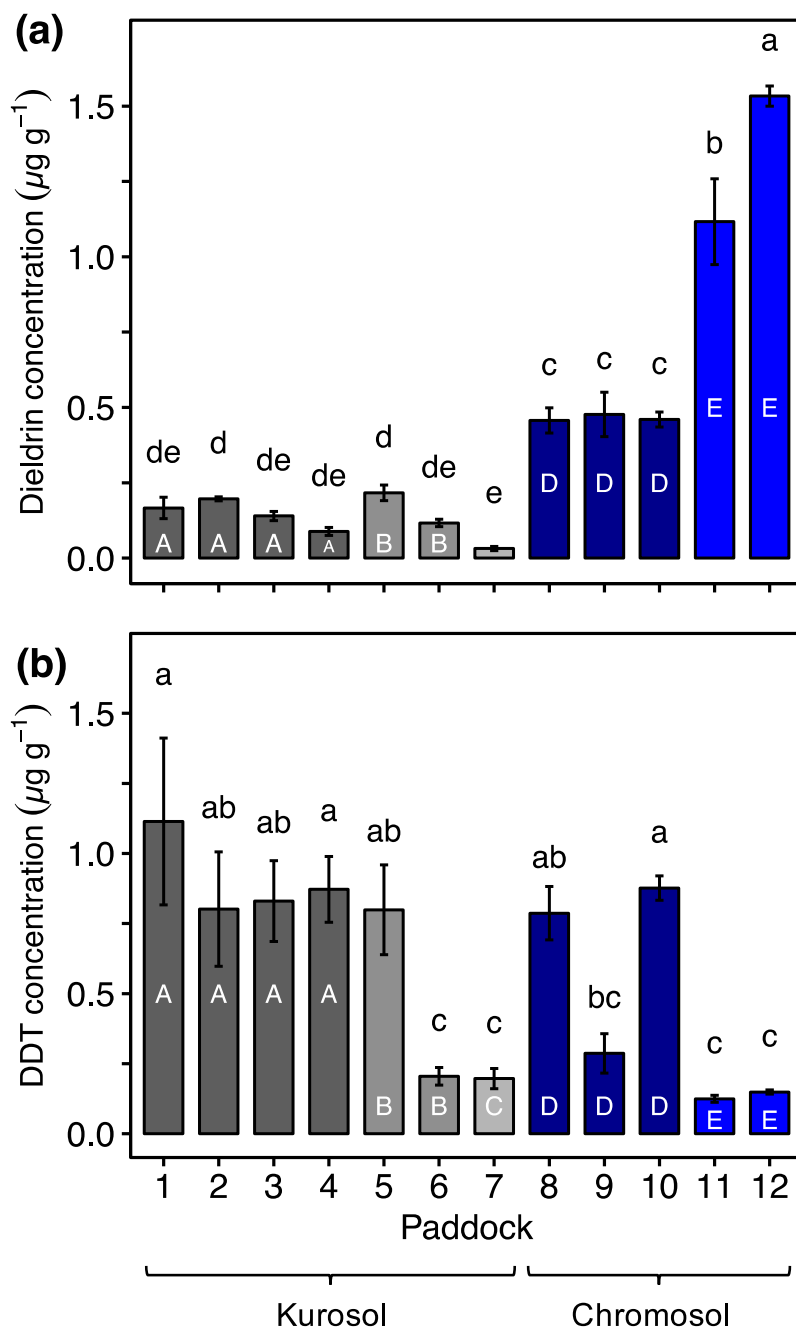 (a)
Dieldrin concentration (µg g⁻¹)
1.5
1.0
0.5
0.0
de d de de d de e c c c b a
A A A A B B D D D E E
(b)
DDT concentration (µg g⁻¹)
1.5
1.0
0.5
0.0
a ab ab a ab c c ab bc a c c
A A A A B B C D D D E E
1 2 3 4 5 6 7 8 9 10 11 12
Paddock
Kurosol Chromosol